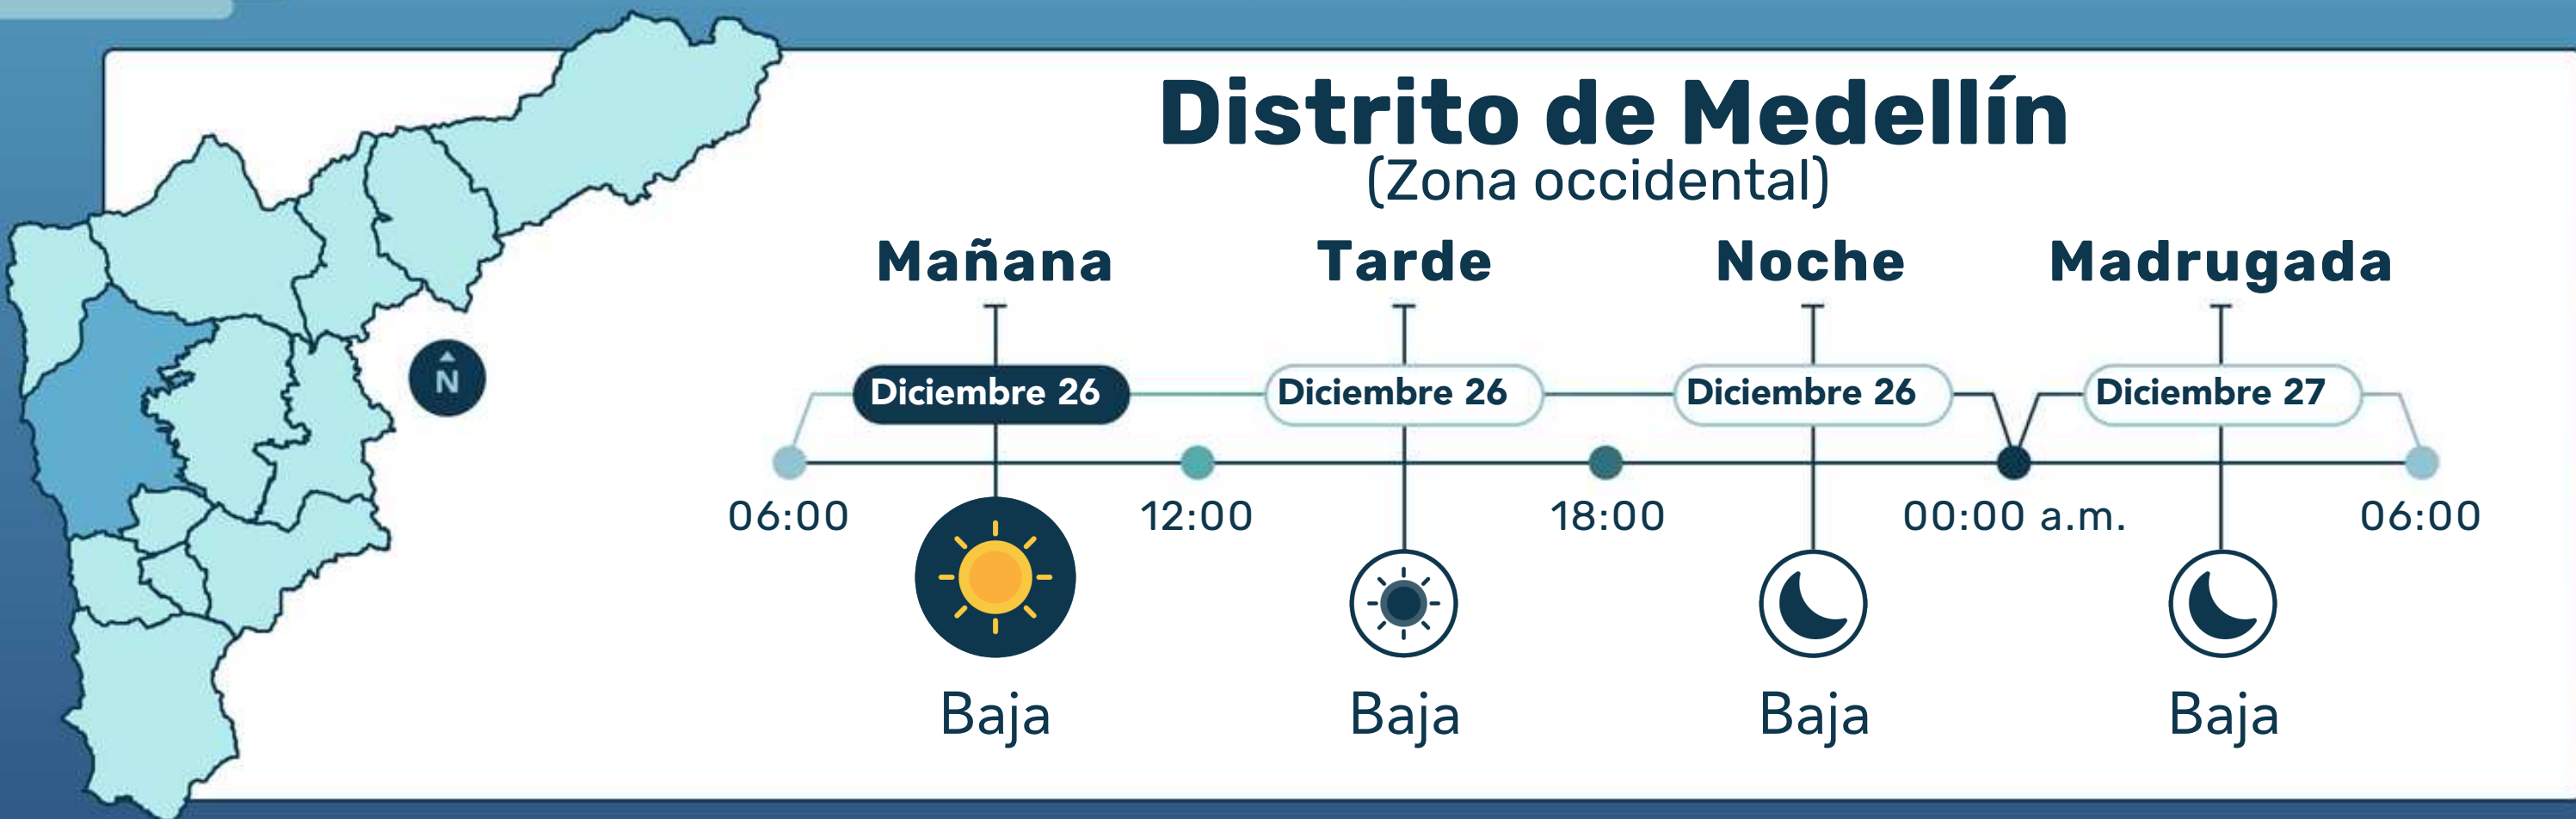 Distrito de Medellín
(Zona occidental)
Mañana Tarde Noche Madrugada
Diciembre 26 Diciembre 26 Diciembre 26 Diciembre 27
N
06:00 12:00 18:00 00:00 a.m. 06:00
Baja Baja Baja Baja